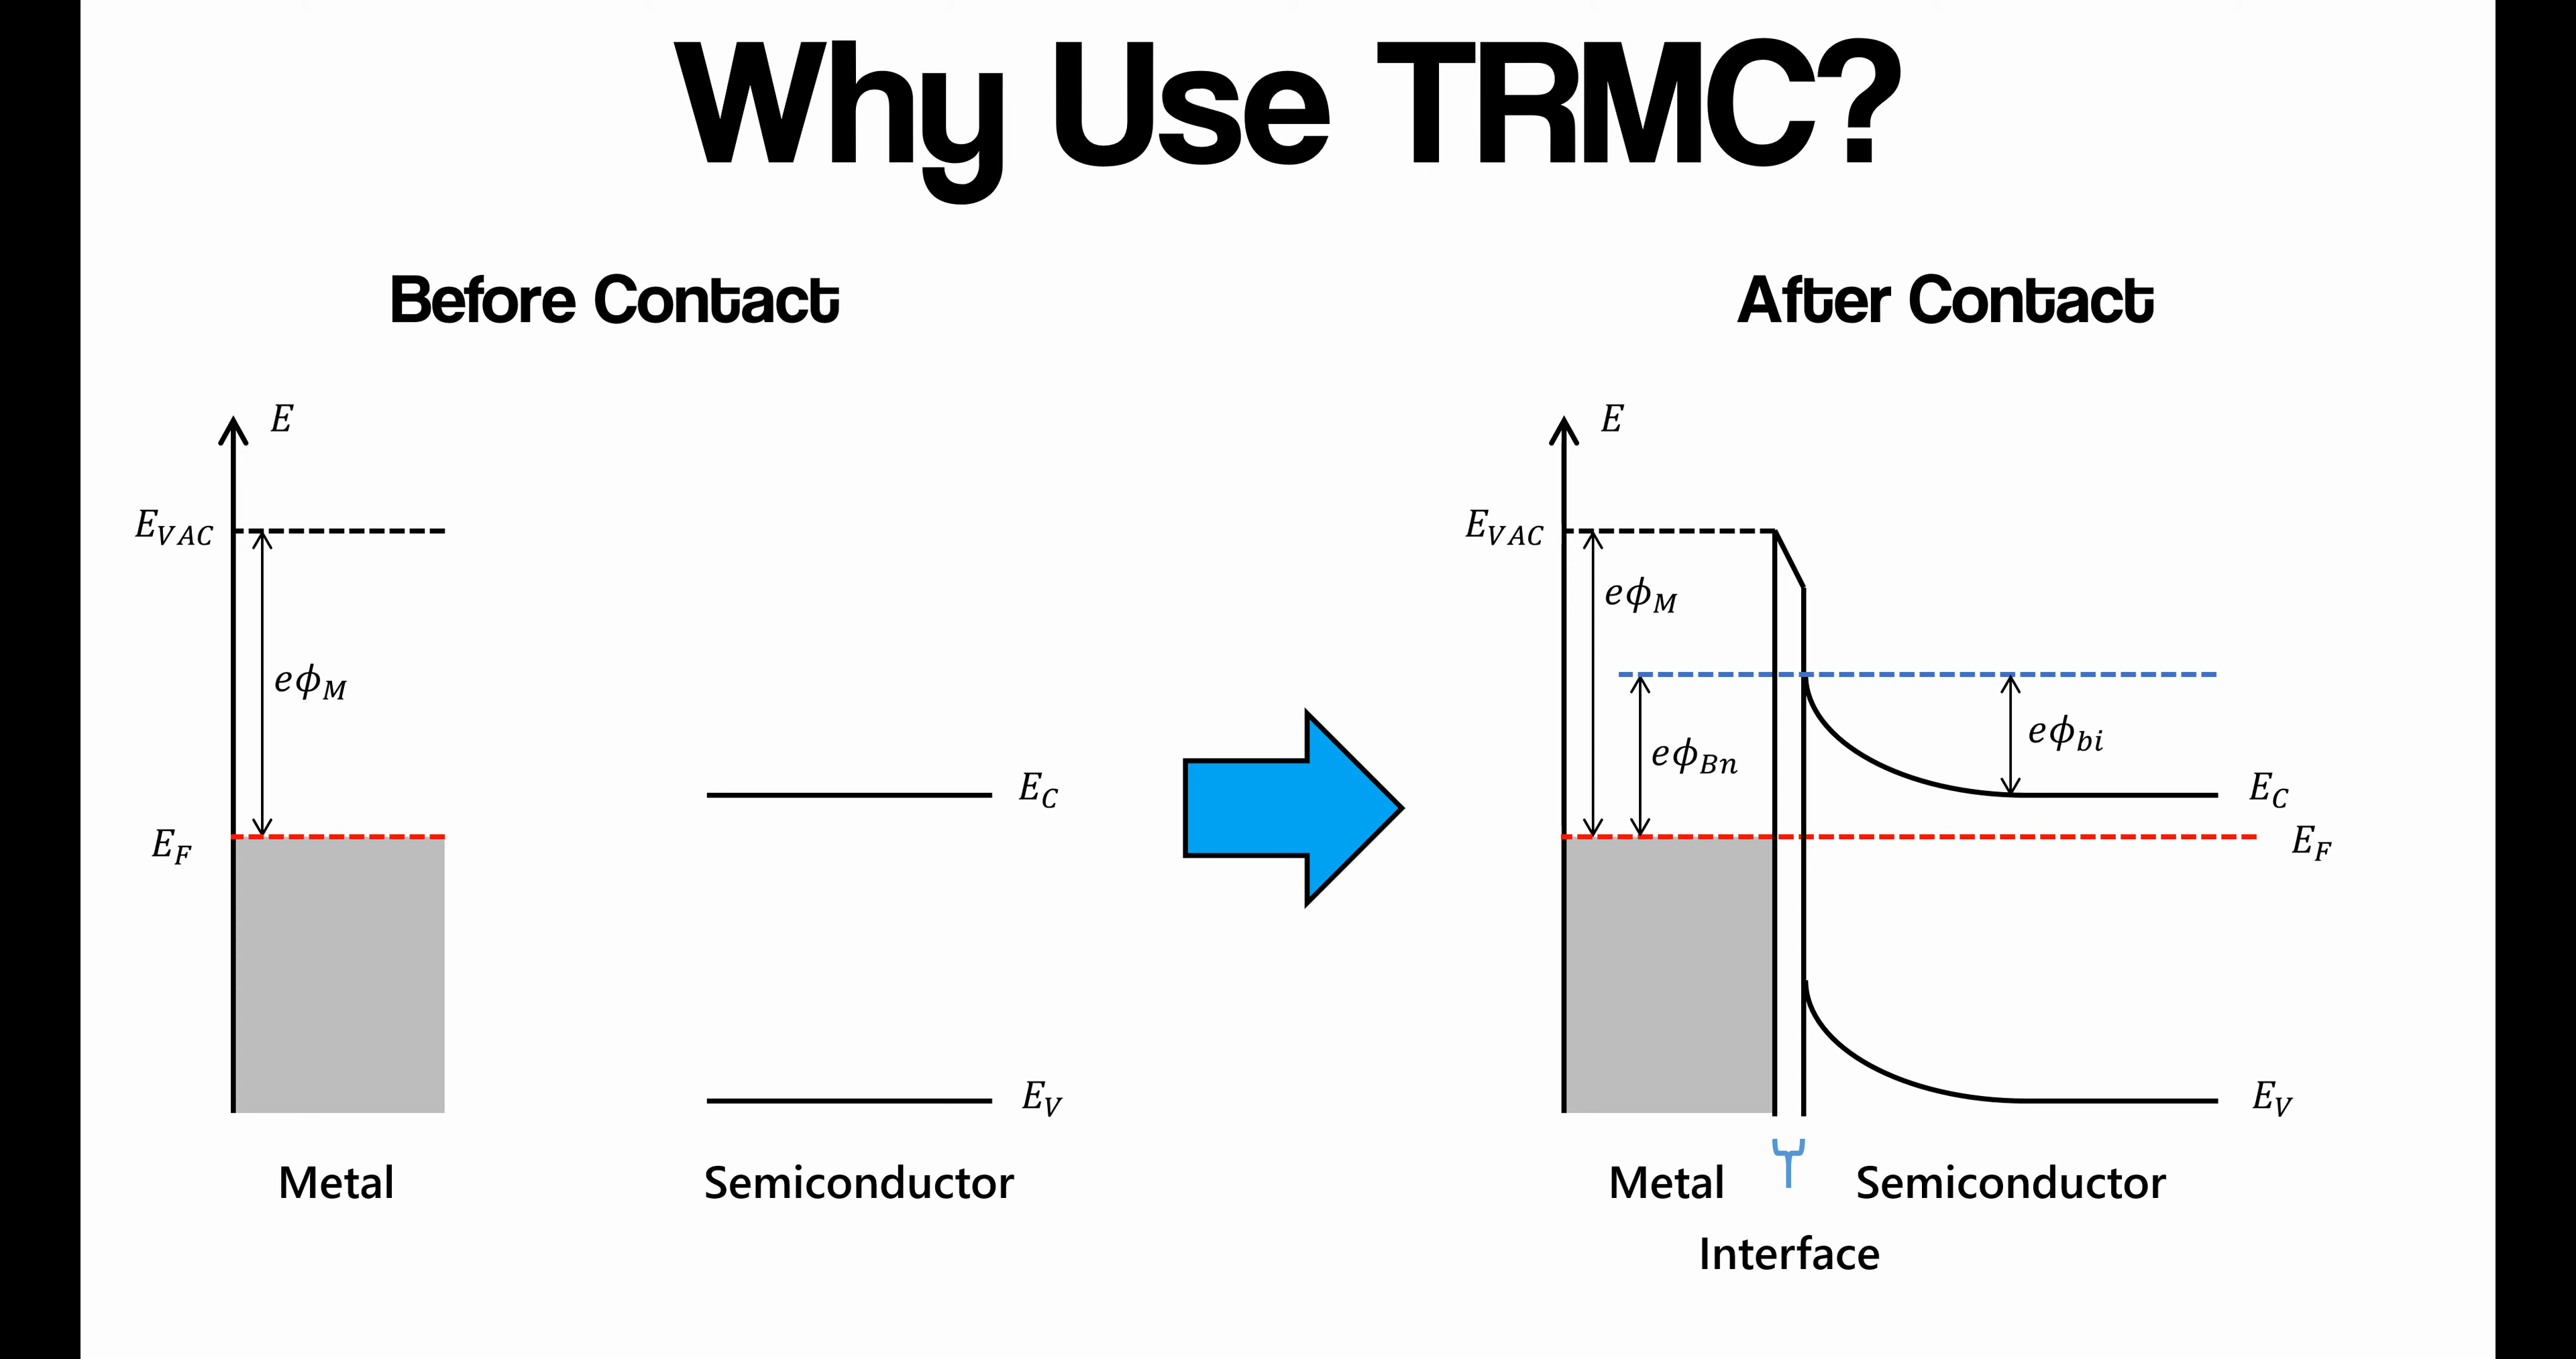 Why Use TRMC?
Before Contact
After Contact
E
E_VAC
eϕ_M
E_F
E_C
E_V
Metal
Semiconductor
E
E_VAC
eϕ_M
eϕ_Bn
eϕ_bi
E_C
E_F
E_V
Metal
Semiconductor
Interface